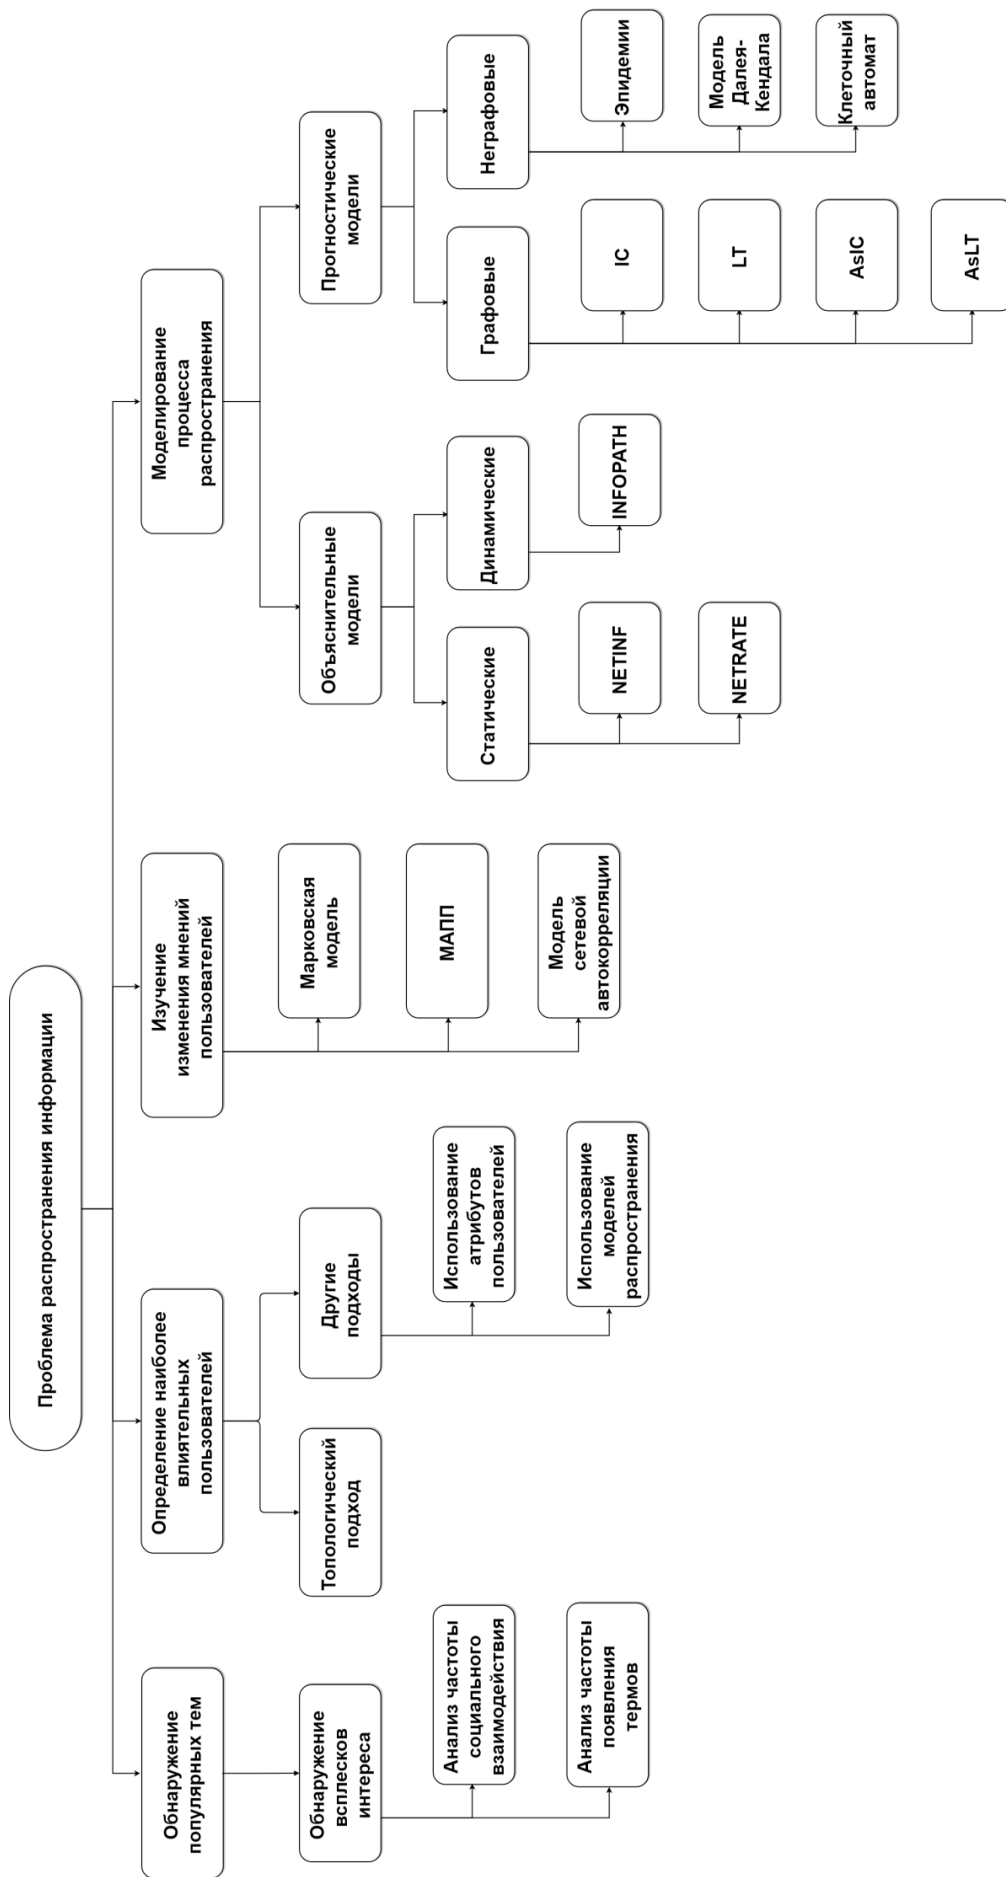 Проблема распространения информации
Обнаружение
популярных тем
Обнаружение
всплесков
интереса
Анализ частоты
социального
взаимодействия
Анализ частоты
появления
термов
Определение наиболее
влиятельных
пользователей
Топологический
подход
Другие
подходы
Использование
атрибутов
пользователей
Использование
моделей
распространения
Изучение
изменения мнений
пользователей
Марковская
модель
МАПП
Модель
сетевой
автокорреляции
Моделирование
процесса
распространения
Объяснительные
модели
Статические
NETINF
NETRATE
Динамические
INFOPATH
Прогностические
модели
Графовые
IC
LT
AsIC
AsLT
Неграфовые
Эпидемии
Модель
Далея-
Кендала
Клеточный
автомат